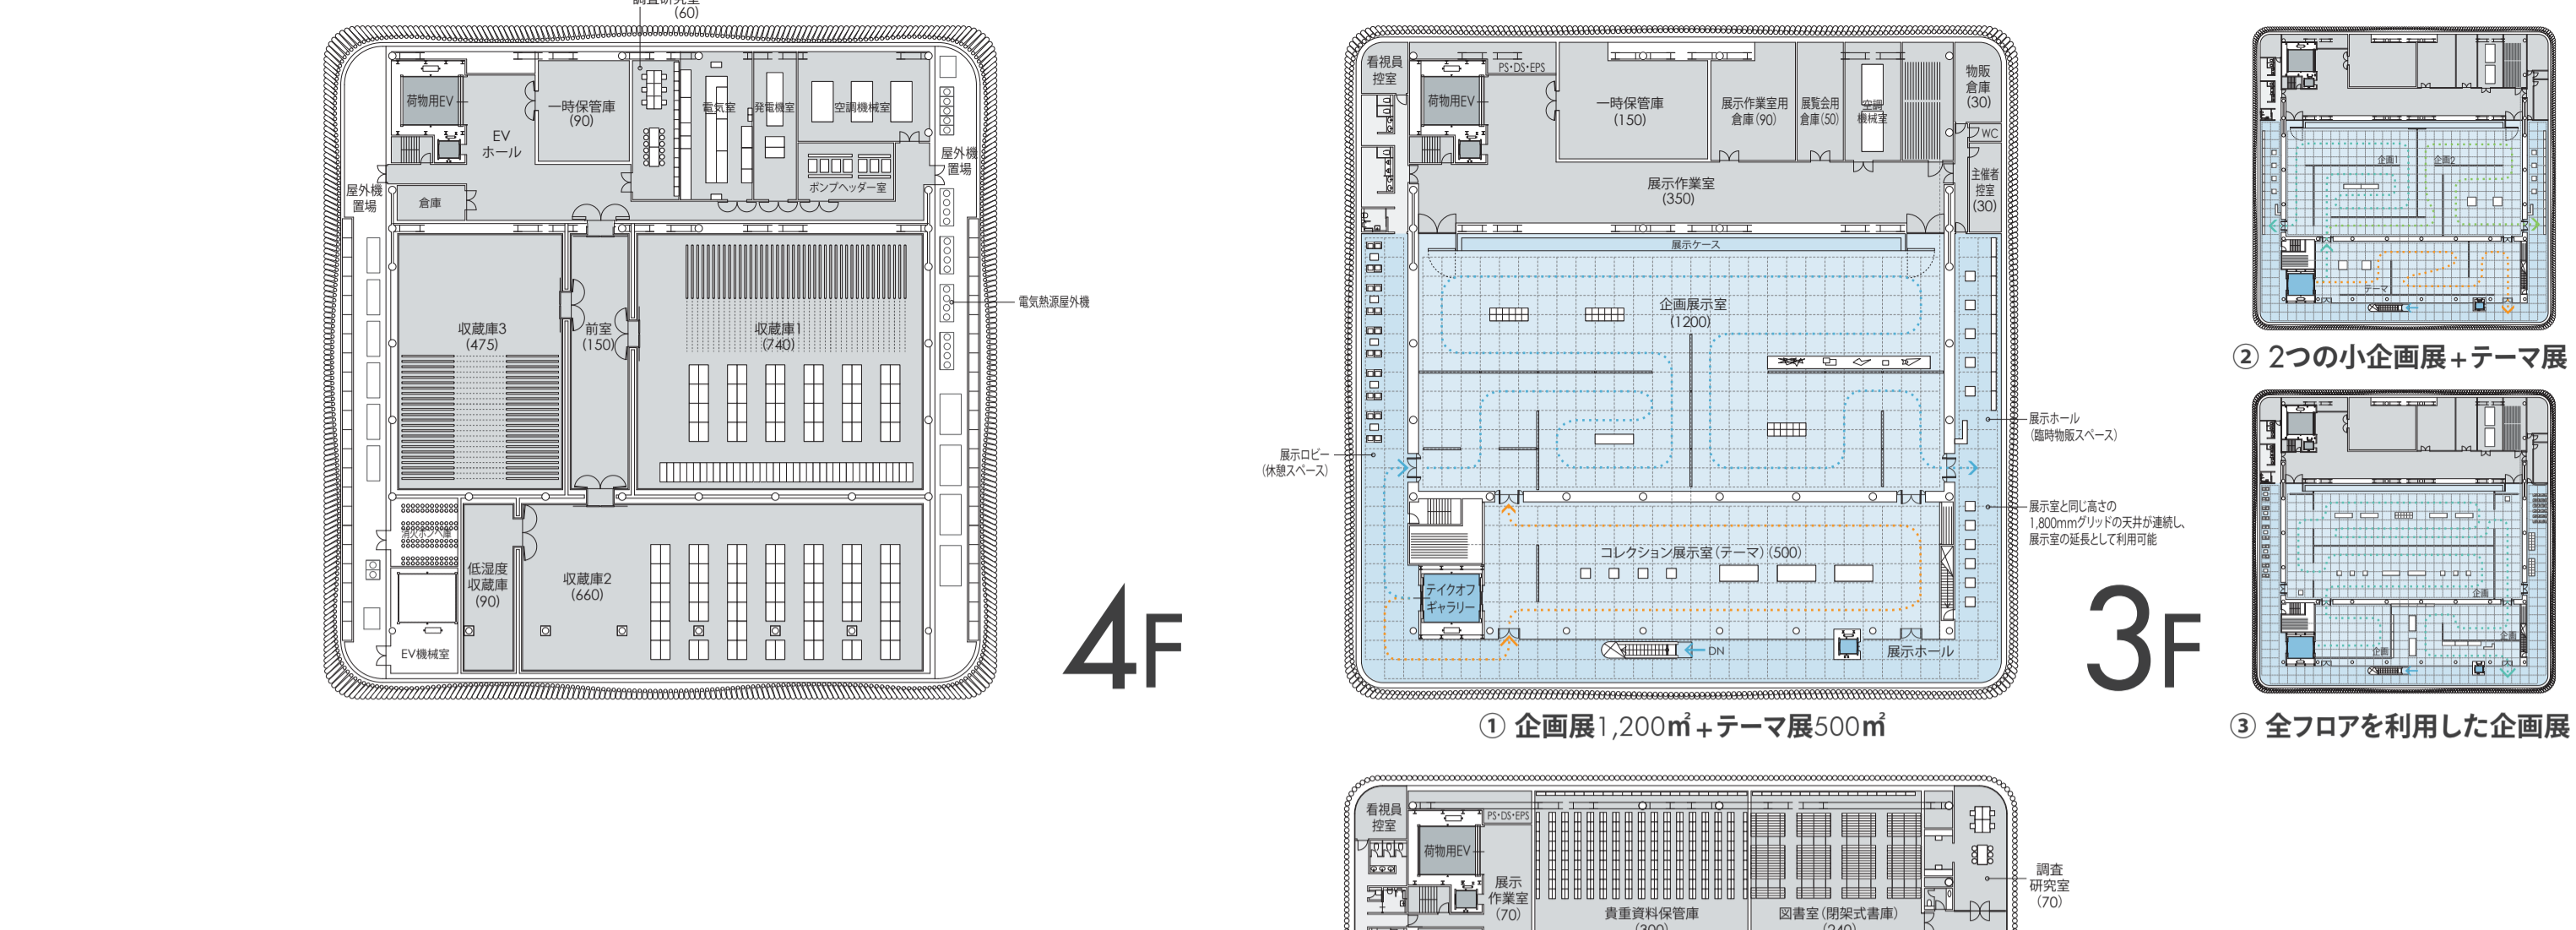 調査研究室
(60)
荷物用EV
EV
ホール
一時保管庫
(90)
電気室
発電機室
空調機械室
ポンプヘッダー室
屋外機
置場
屋外機
置場
倉庫
収蔵庫3
(475)
前室
(150)
収蔵庫1
(740)
電気熱源屋外機
消火ボンベ庫
低湿度
収蔵庫
(90)
収蔵庫2
(660)
EV機械室
4F
看視員
控室
荷物用EV
PS・DS・EPS
一時保管庫
(150)
展示作業室用
倉庫(90)
展覧会用
倉庫(50)
空調
機械室
物販
倉庫
(30)
WC
主催者
控室
(30)
展示作業室
(350)
展示ケース
企画展示室
(1200)
展示ロビー
(休憩スペース)
展示ホール
(臨時物販スペース)
展示室と同じ高さの
1,800mmグリッドの天井が連続し、
展示室の延長として利用可能
コレクション展示室(テーマ)(500)
テイクオフ
ギャラリー
DN
展示ホール
3F
① 企画展1,200㎡+テーマ展500㎡
企画1
企画2
テーマ
② 2つの小企画展+テーマ展
企画
企画
企画
③ 全フロアを利用した企画展
看視員
控室
荷物用EV
PS・DS・EPS
展示
作業室
(70)
貴重資料保管庫
(300)
図書室(閉架式書庫)
(240)
調査
研究室
(70)